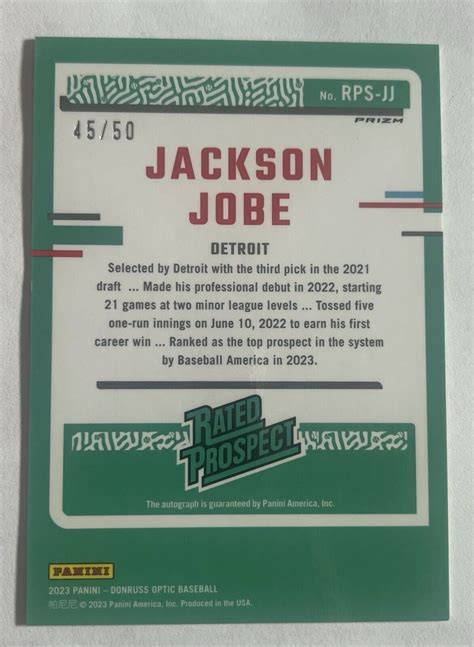 No. RPS-JJ
45/50
PRIZM
JACKSON
JOBE
DETROIT
Selected by Detroit with the third pick in the 2021
draft ... Made his professional debut in 2022, starting
21 games at two minor league levels ... Tossed five
one-run innings on June 10, 2022 to earn his first
career win ... Ranked as the top prospect in the system
by Baseball America in 2023.
RATED
PROSPECT
The autograph is guaranteed by Panini America, Inc.
PANINI
2023 PANINI – DONRUSS OPTIC BASEBALL
帕尼尼 © 2023 Panini America, Inc. Produced in the USA.